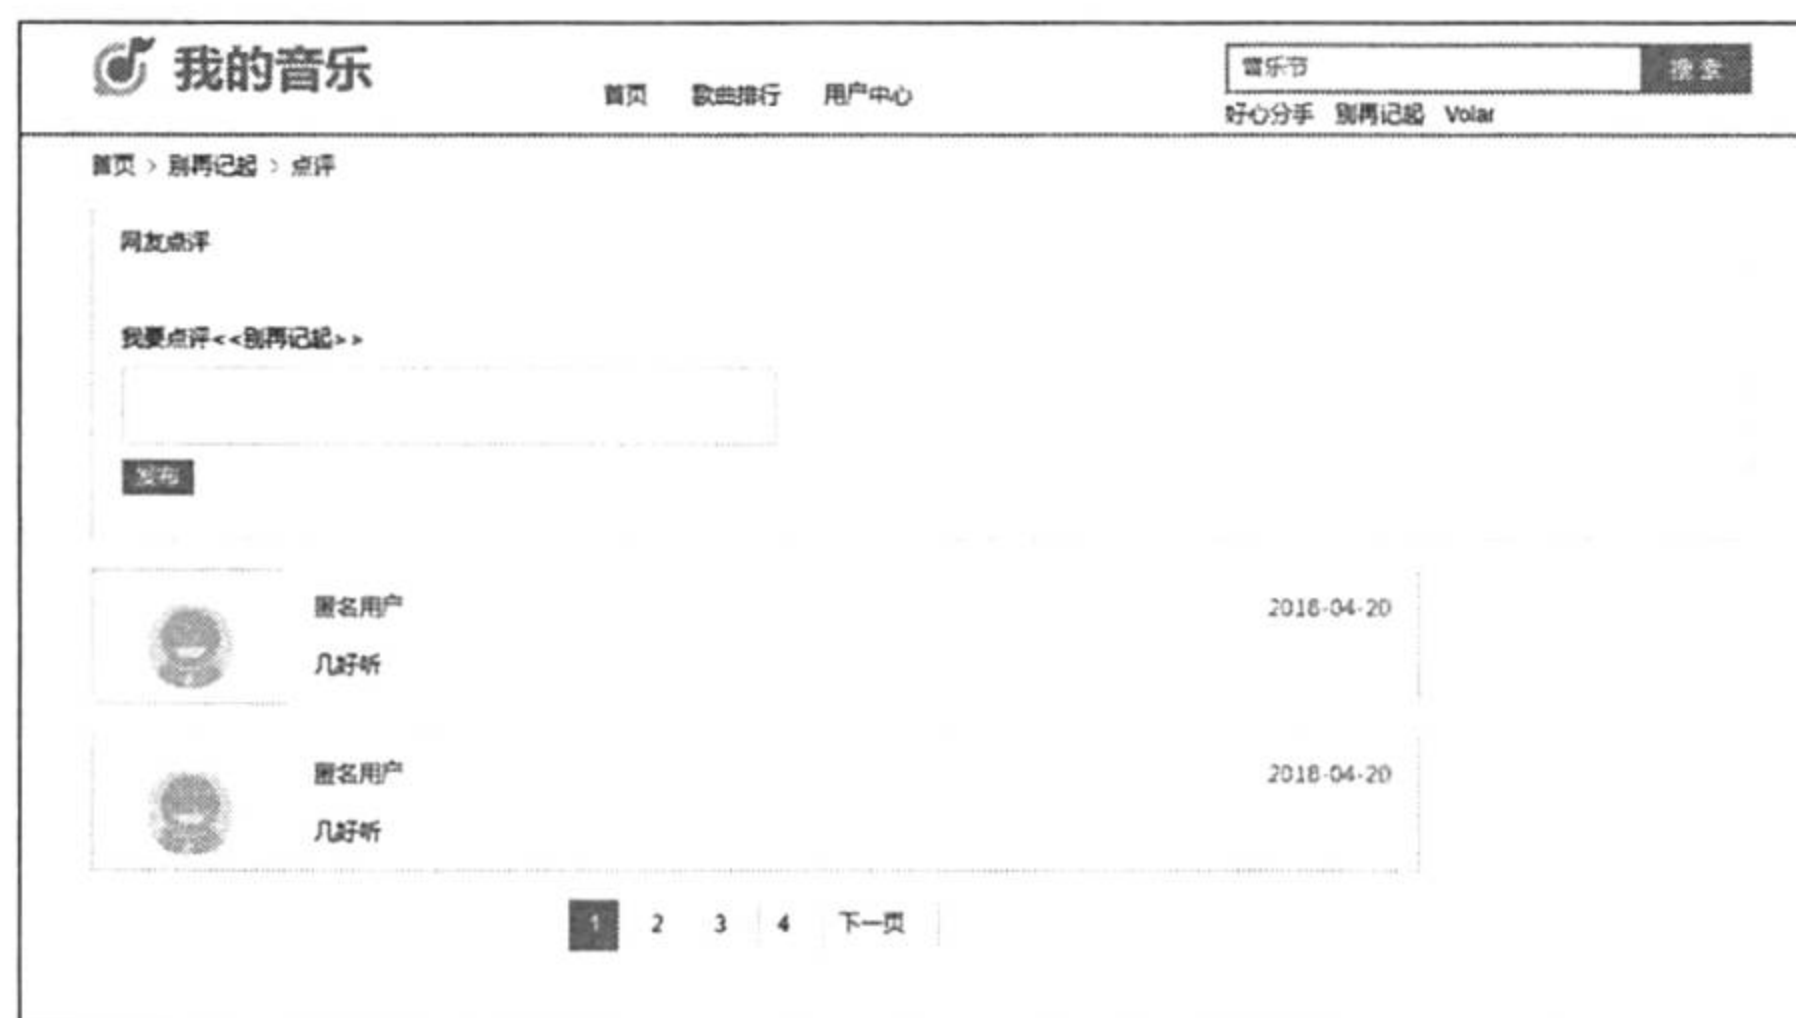 我的音乐
首页 歌曲排行 用户中心
音乐节 搜索
好心分手 别再记起 Volar
首页 > 别再记起 > 点评
网友点评
我要点评<<别再记起>>
发布
匿名用户 2018-04-20
几好听
匿名用户 2018-04-20
几好听
1 2 3 4 下一页